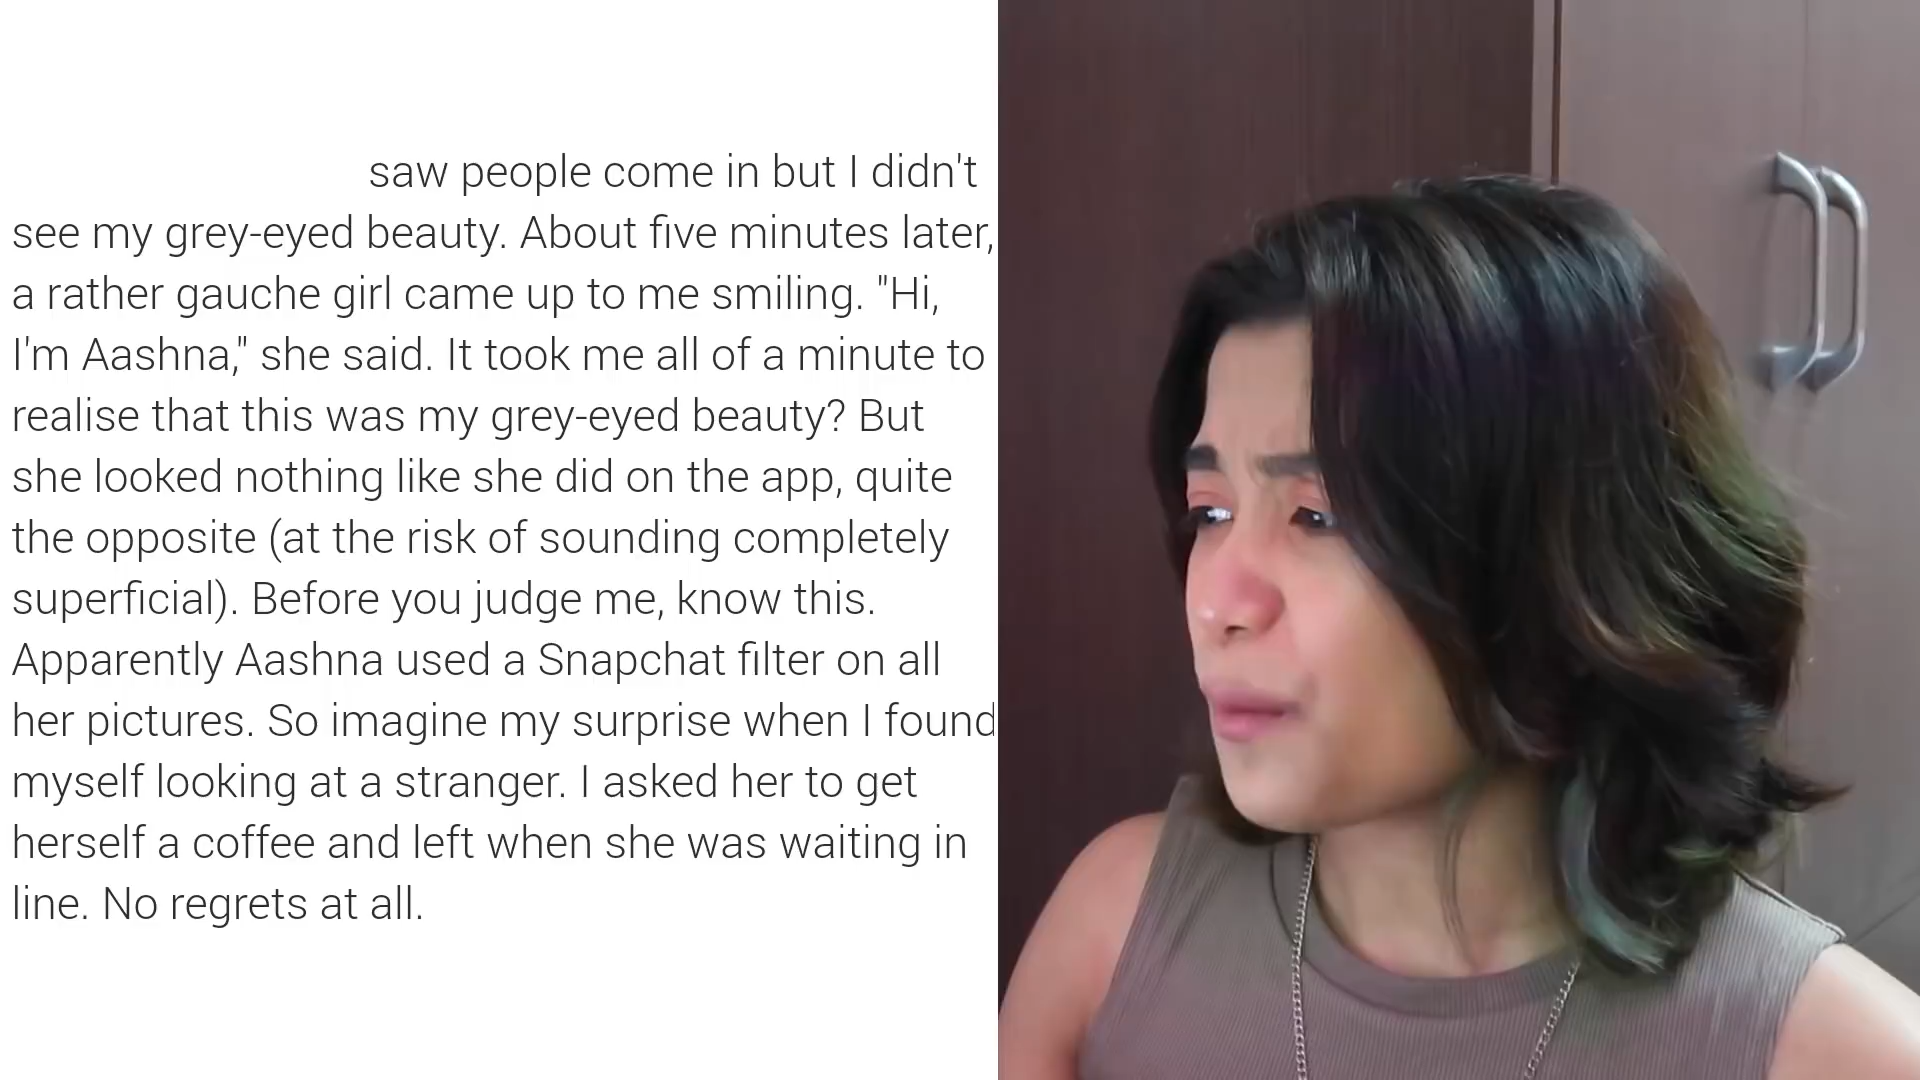 saw people come in but I didn't
see my grey-eyed beauty. About five minutes later,
a rather gauche girl came up to me smiling. "Hi,
I'm Aashna," she said. It took me all of a minute to
realise that this was my grey-eyed beauty? But
she looked nothing like she did on the app, quite
the opposite (at the risk of sounding completely
superficial). Before you judge me, know this.
Apparently Aashna used a Snapchat filter on all
her pictures. So imagine my surprise when I found
myself looking at a stranger. I asked her to get
herself a coffee and left when she was waiting in
line. No regrets at all.